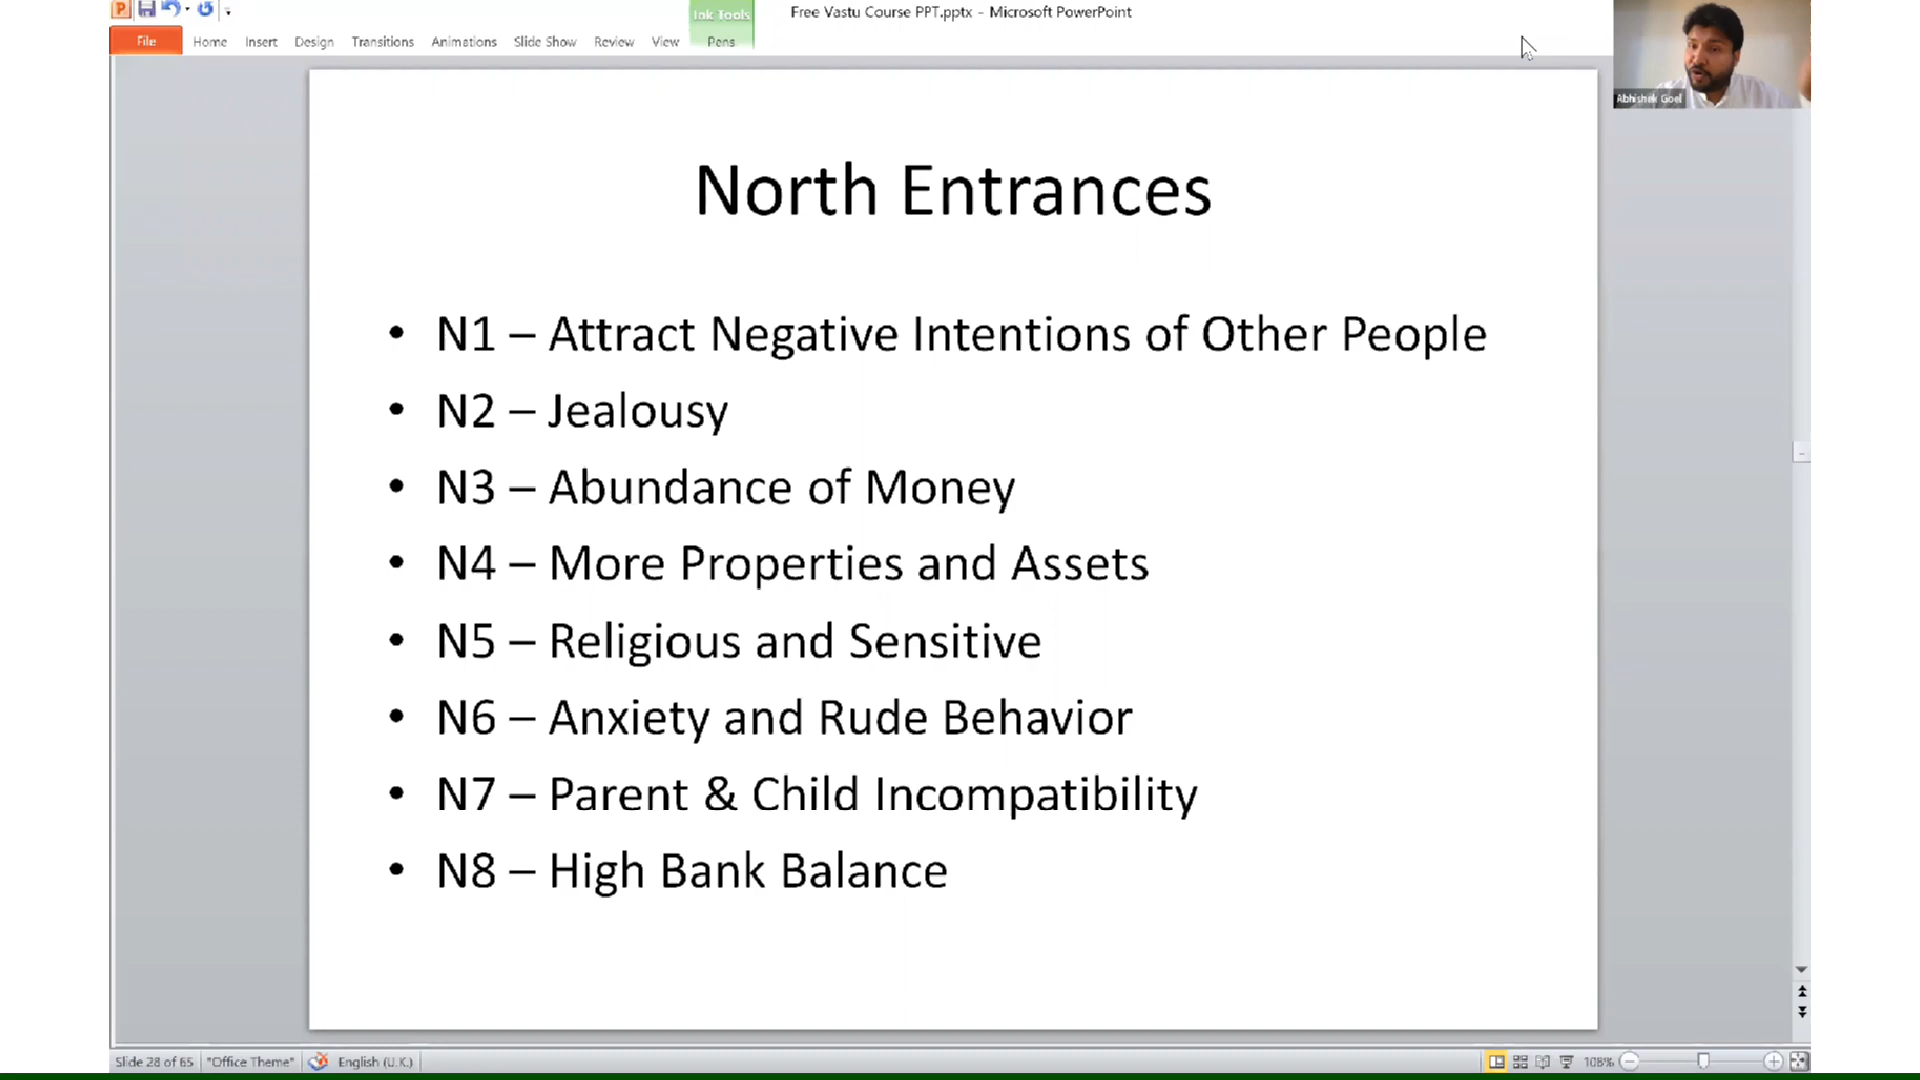 Ink Tools
Free Vastu Course PPT.pptx – Microsoft PowerPoint
File Home Insert Design Transitions Animations Slide Show Review View Pens
Abhishek Goel
North Entrances
• N1 – Attract Negative Intentions of Other People
• N2 – Jealousy
• N3 – Abundance of Money
• N4 – More Properties and Assets
• N5 – Religious and Sensitive
• N6 – Anxiety and Rude Behavior
• N7 – Parent & Child Incompatibility
• N8 – High Bank Balance
Slide 28 of 65 "Office Theme" English (U.K.) 108%